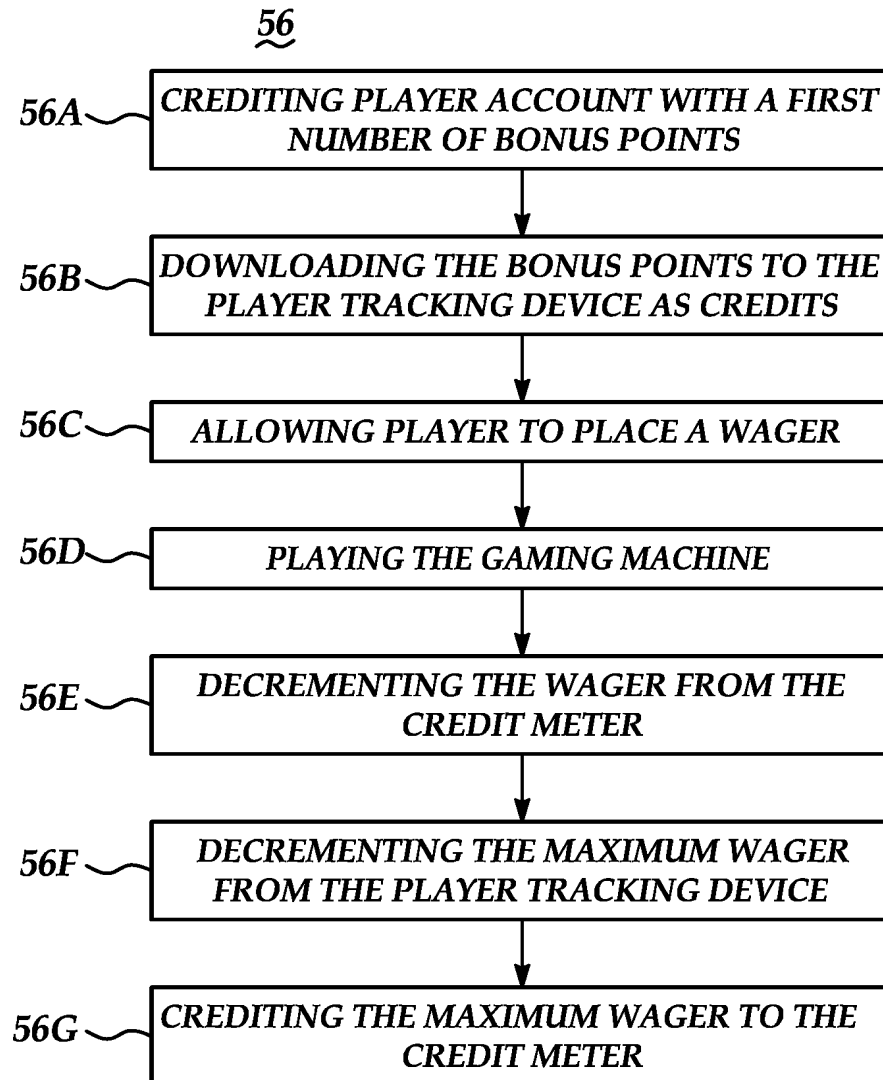 56
56A
CREDITING PLAYER ACCOUNT WITH A FIRST
NUMBER OF BONUS POINTS
56B
DOWNLOADING THE BONUS POINTS TO THE
PLAYER TRACKING DEVICE AS CREDITS
56C
ALLOWING PLAYER TO PLACE A WAGER
56D
PLAYING THE GAMING MACHINE
56E
DECREMENTING THE WAGER FROM THE
CREDIT METER
56F
DECREMENTING THE MAXIMUM WAGER
FROM THE PLAYER TRACKING DEVICE
56G
CREDITING THE MAXIMUM WAGER TO THE
CREDIT METER